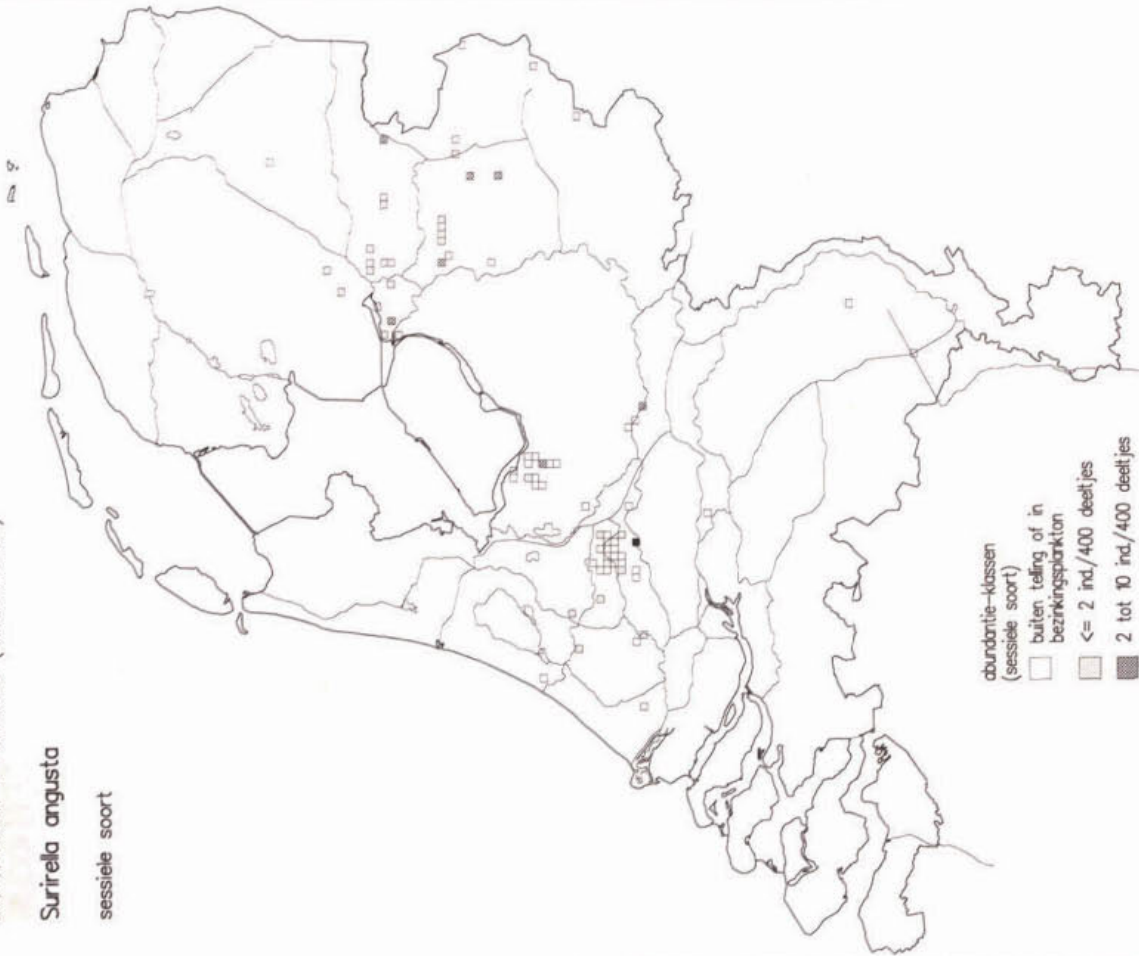 Surirella angusta
sessiele soort
abundantie-klassen
(sessiele soort)
buiten telling of in
bezinkingsplankton
<= 2 ind./400 deeltjes
2 tot 10 ind./400 deeltjes